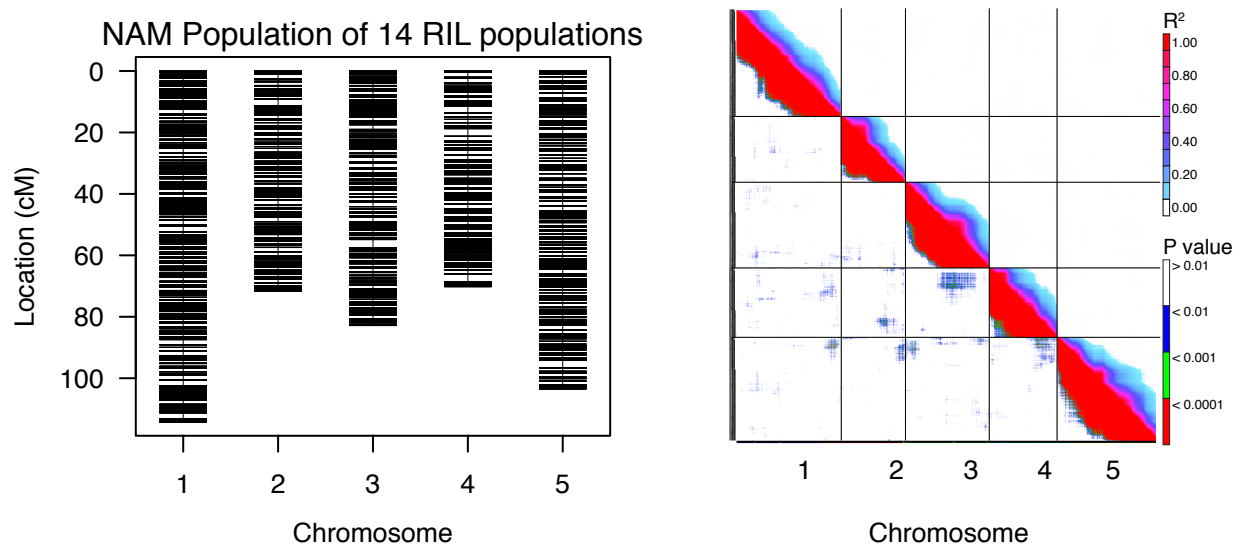 NAM Population of 14 RIL populations
0
20
40
60
80
100
Location (cM)
1 2 3 4 5
Chromosome
R²
1.00
0.80
0.60
0.40
0.20
0.00
P value
> 0.01
< 0.01
< 0.001
< 0.0001
1 2 3 4 5
Chromosome